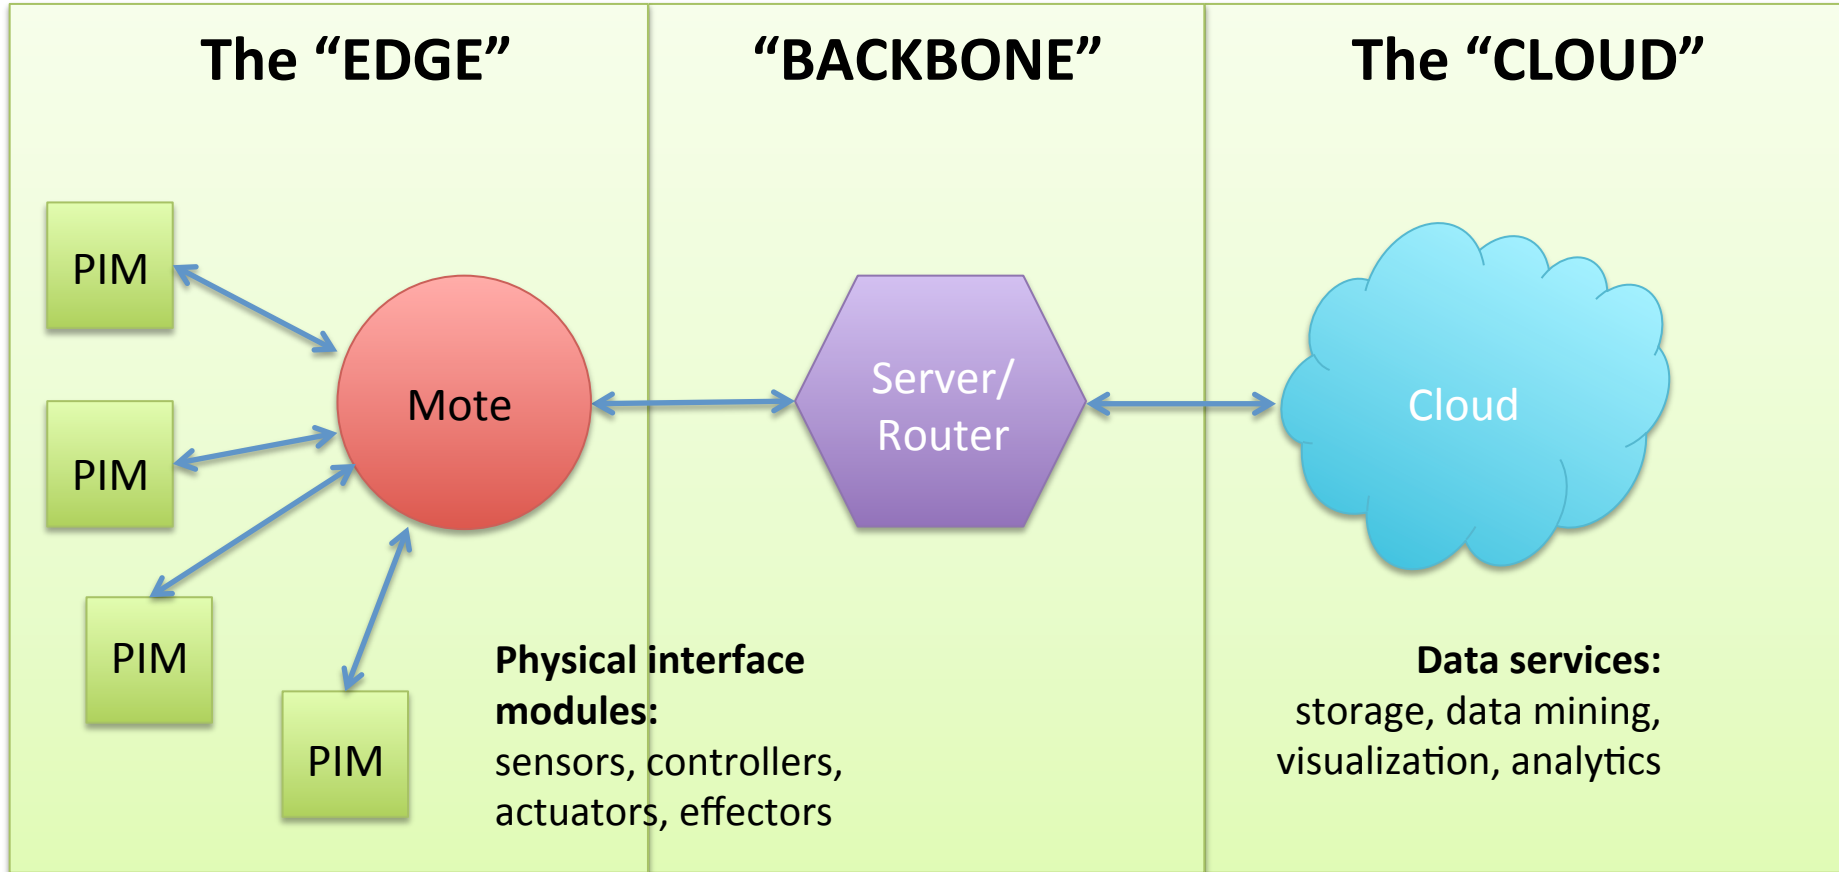 The “EDGE”
“BACKBONE”
The “CLOUD”
PIM
PIM
PIM
PIM
Mote
Server/
Router
Cloud
Physical interface
modules:
sensors, controllers,
actuators, effectors
Data services:
storage, data mining,
visualization, analytics